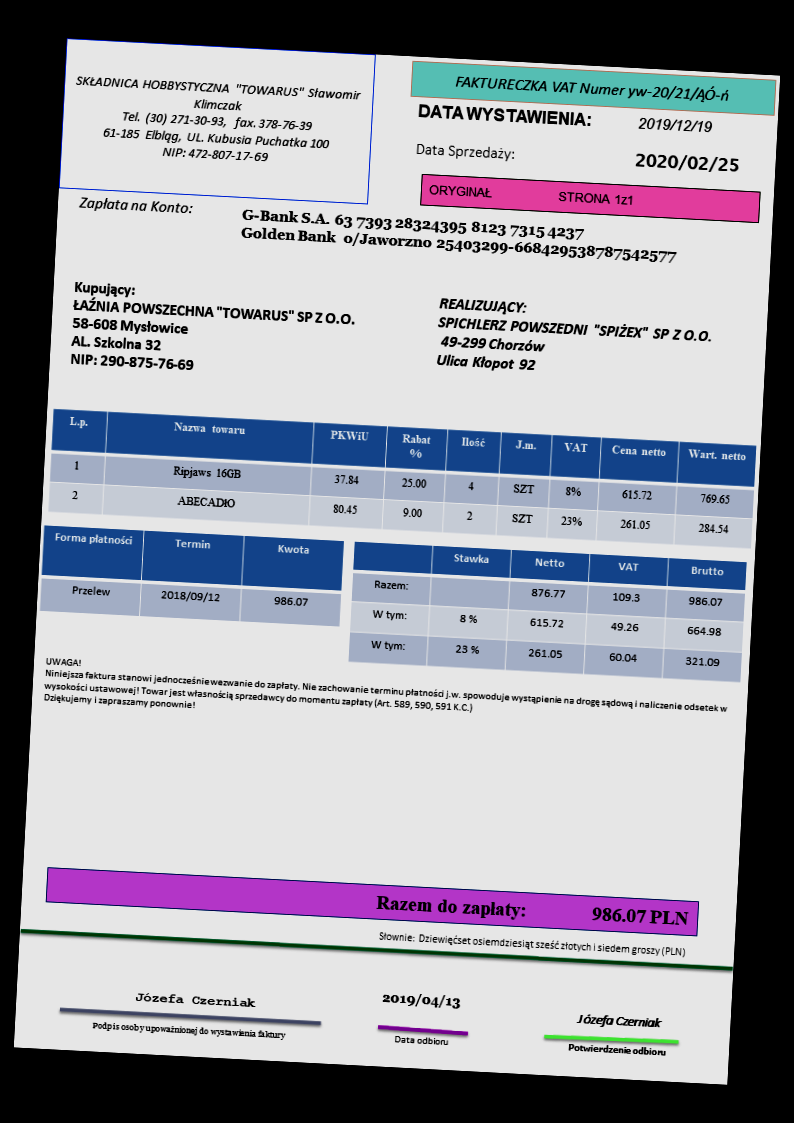 SKŁADNICA HOBBYSTYCZNA "TOWARUS" Sławomir
Klimczak
Tel. (30) 271-30-93, fax. 378-76-39
61-185 Elbląg, UL. Kubusia Puchatka 100
NIP: 472-807-17-69
FAKTURECZKA VAT Numer yw-20/21/ĄÓ-ń
DATA WYSTAWIENIA: 2019/12/19
Data Sprzedaży: 2020/02/25
ORYGINAŁ STRONA 1z1
Zapłata na Konto: G-Bank S.A. 63 7393 28324395 8123 7315 4237
Golden Bank o/Jaworzno 25403299-668429538787542577
Kupujący:
ŁAŹNIA POWSZECHNA "TOWARUS" SP Z O.O.
58-608 Mysłowice
AL. Szkolna 32
NIP: 290-875-76-69
REALIZUJĄCY:
SPICHLERZ POWSZEDNI "SPIŻEX" SP Z O.O.
49-299 Chorzów
Ulica Kłopot 92
L.p. Nazwa towaru PKWiU Rabat % Ilość J.m. VAT Cena netto Wart. netto
1 Ripjaws 16GB 37.84 25.00 4 SZT 8% 615.72 769.65
2 ABECADłO 80.45 9.00 2 SZT 23% 261.05 284.54
Forma płatności Termin Kwota
Przelew 2018/09/12 986.07
Stawka Netto VAT Brutto
Razem: 876.77 109.3 986.07
W tym: 8 % 615.72 49.26 664.98
W tym: 23 % 261.05 60.04 321.09
UWAGA!
Niniejsza faktura stanowi jednocześnie wezwanie do zapłaty. Nie zachowanie terminu płatności j.w. spowoduje wystąpienie na drogę sądową i naliczenie odsetek w
wysokości ustawowej! Towar jest własnością sprzedawcy do momentu zapłaty (Art. 589, 590, 591 K.C.)
Dziękujemy i zapraszamy ponownie!
Razem do zapłaty: 986.07 PLN
Słownie: Dziewięćset osiemdziesiąt sześć złotych i siedem groszy (PLN)
Józefa Czerniak
Podpis osoby upoważnionej do wystawienia faktury
2019/04/13
Data odbioru
Józefa Czerniak
Potwierdzenie odbioru